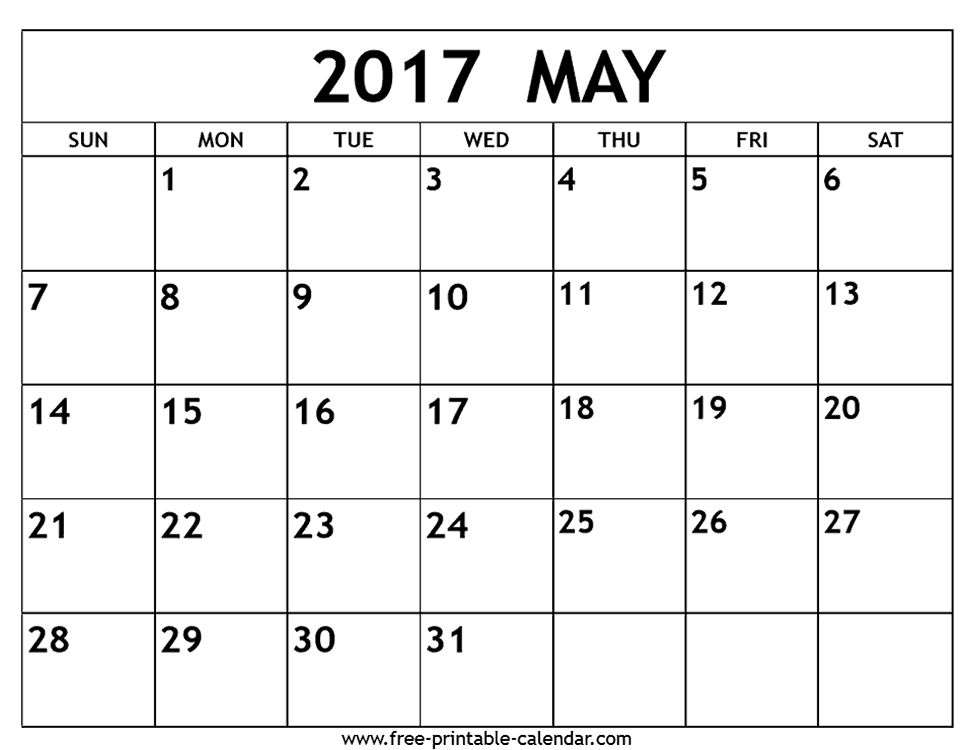 2017 MAY
SUN MON TUE WED THU FRI SAT
1 2 3 4 5 6
7 8 9 10 11 12 13
14 15 16 17 18 19 20
21 22 23 24 25 26 27
28 29 30 31
www.free-printable-calendar.com